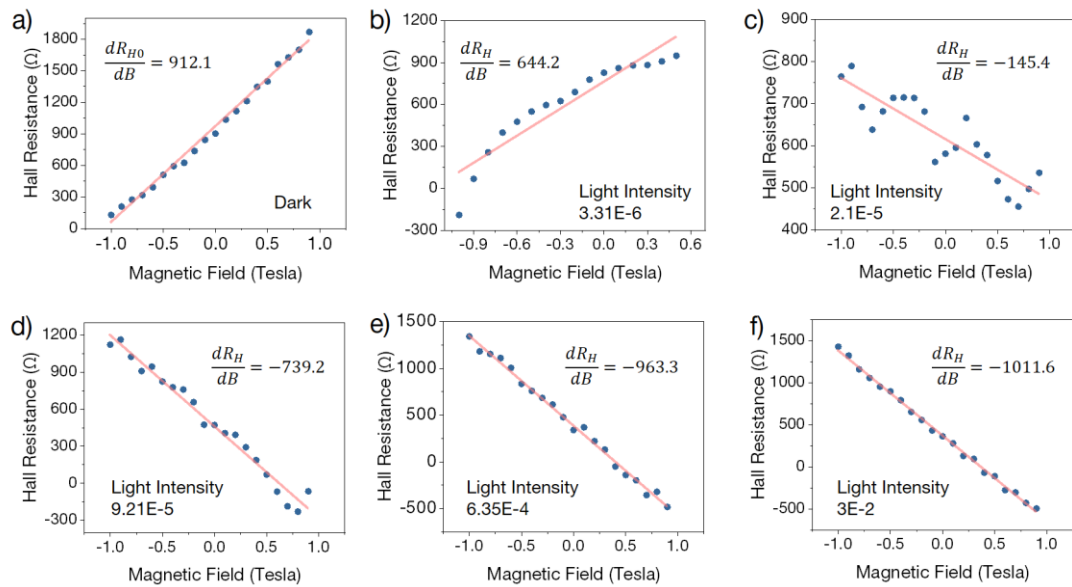 a)
dR_H0/dB = 912.1
Dark
Hall Resistance (Ω)
1800
1500
1200
900
600
300
0
-1.0 -0.5 0.0 0.5 1.0
Magnetic Field (Tesla)
b)
dR_H/dB = 644.2
Light Intensity
3.31E-6
Hall Resistance (Ω)
1200
900
600
300
0
-300
-0.9 -0.6 -0.3 0.0 0.3 0.6
Magnetic Field (Tesla)
c)
dR_H/dB = −145.4
Light Intensity
2.1E-5
Hall Resistance (Ω)
900
800
700
600
500
400
-1.0 -0.5 0.0 0.5 1.0
Magnetic Field (Tesla)
d)
dR_H/dB = −739.2
Light Intensity
9.21E-5
Hall Resistance (Ω)
1200
900
600
300
0
-300
-1.0 -0.5 0.0 0.5 1.0
Magnetic Field (Tesla)
e)
dR_H/dB = −963.3
Light Intensity
6.35E-4
Hall Resistance (Ω)
1500
1000
500
0
-500
-1.0 -0.5 0.0 0.5 1.0
Magnetic Field (Tesla)
f)
dR_H/dB = −1011.6
Light Intensity
3E-2
Hall Resistance (Ω)
1500
1000
500
0
-500
-1.0 -0.5 0.0 0.5 1.0
Magnetic Field (Tesla)